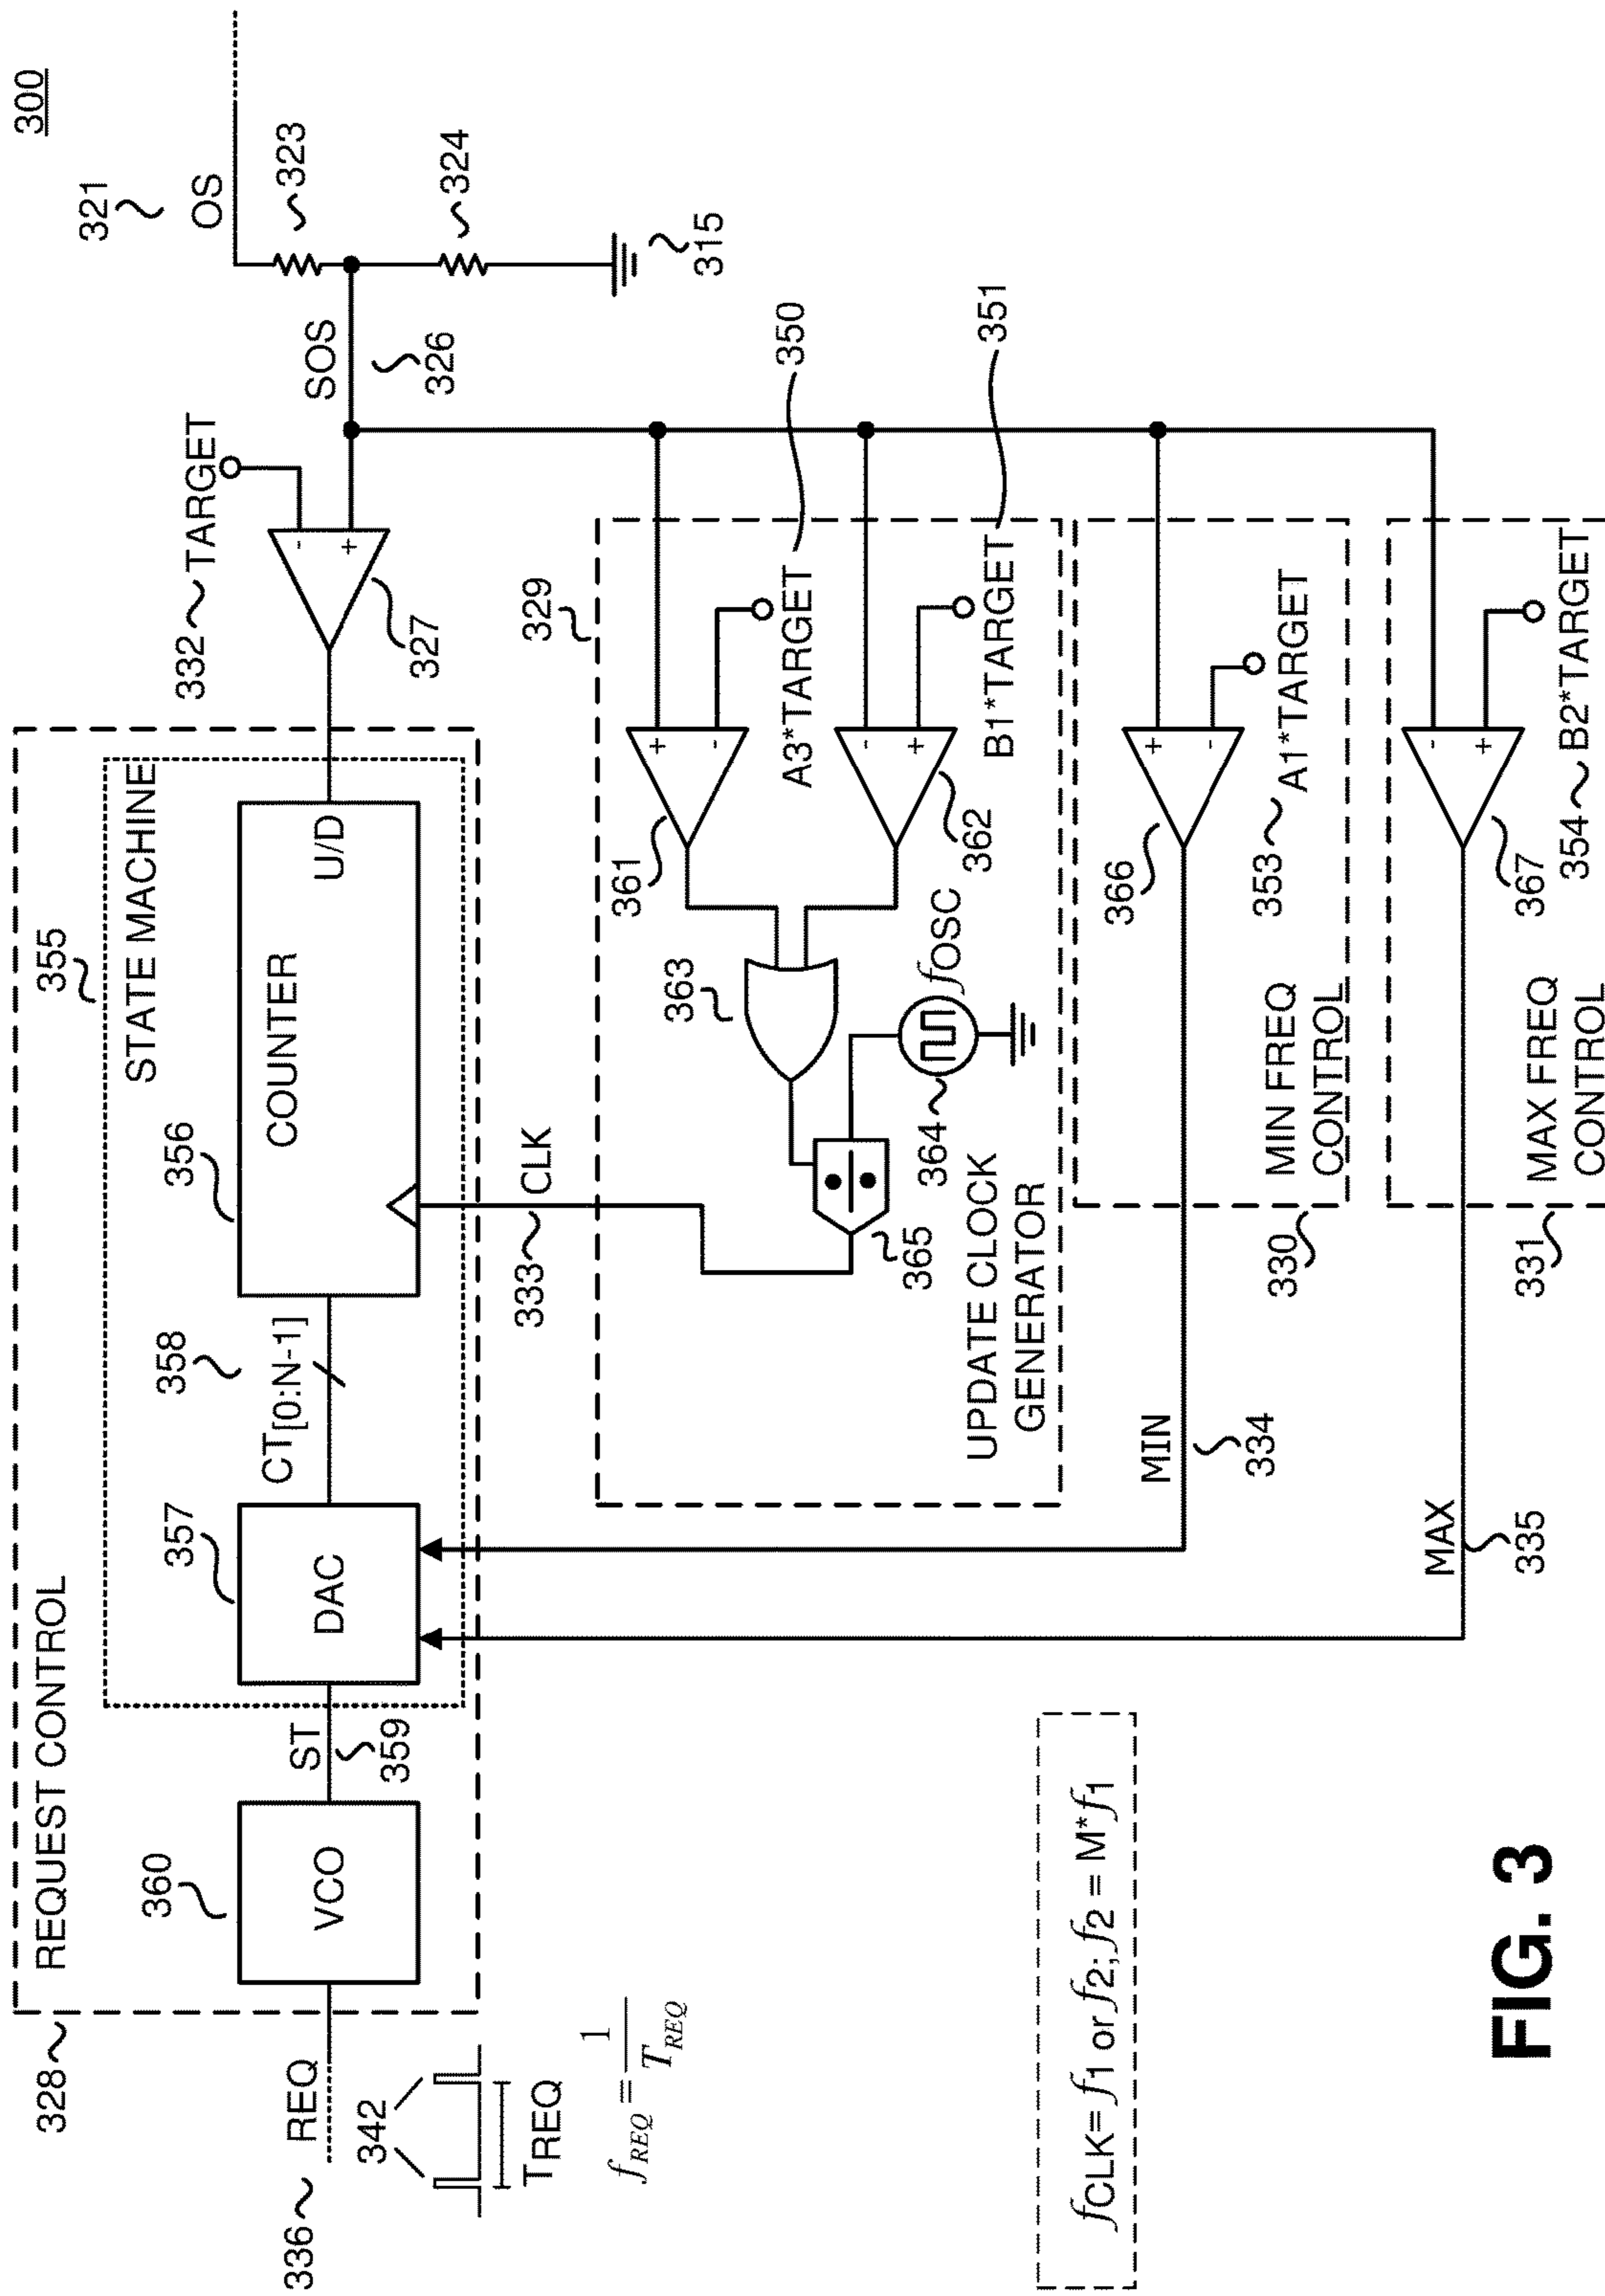 300
321
OS
323
324
315
SOS
326
332
TARGET
327
328
REQUEST CONTROL
355
STATE MACHINE
356
COUNTER
U/D
358
CT[0:N-1]
357
DAC
ST
359
360
VCO
336
REQ
342
TREQ
fREQ = 1
TREQ
333
CLK
329
-
+
+
-
361
A3*TARGET
350
-
+
362
B1*TARGET
351
363
fOSC
364
365
UPDATE CLOCK
GENERATOR
+
-
366
353
A1*TARGET
MIN FREQ
CONTROL
330
MIN
334
-
+
367
354
B2*TARGET
MAX FREQ
CONTROL
331
MAX
335
fCLK= f1 or f2; f2 = M*f1
FIG. 3